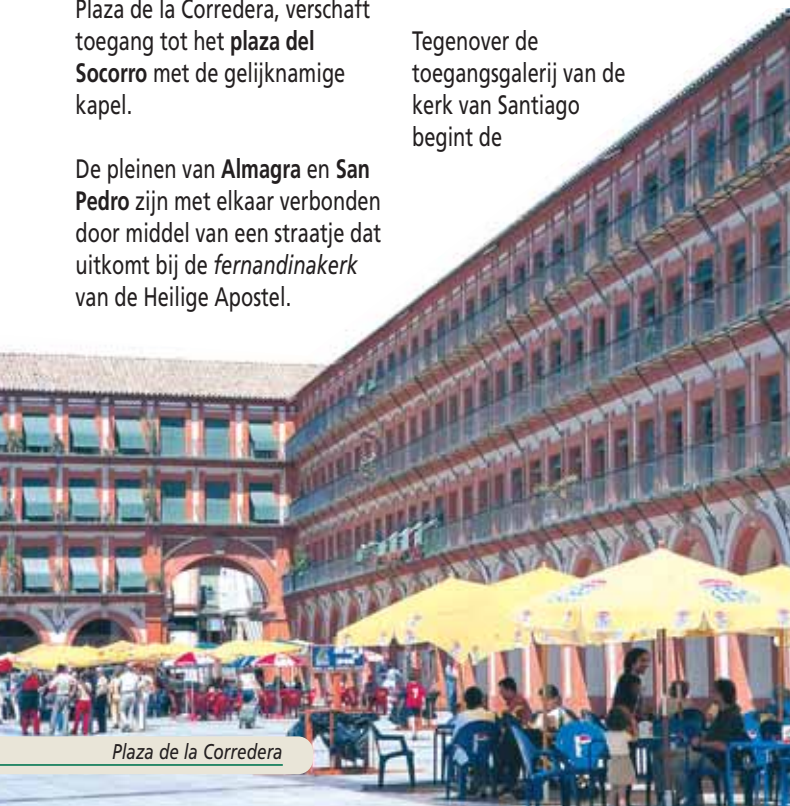 Plaza de la Corredera, verschaft
toegang tot het plaza del
Socorro met de gelijknamige
kapel.
De pleinen van Almagra en San
Pedro zijn met elkaar verbonden
door middel van een straatje dat
uitkomt bij de fernandinakerk
van de Heilige Apostel.
Tegenover de
toegangsgalerij van de
kerk van Santiago
begint de
Plaza de la Corredera